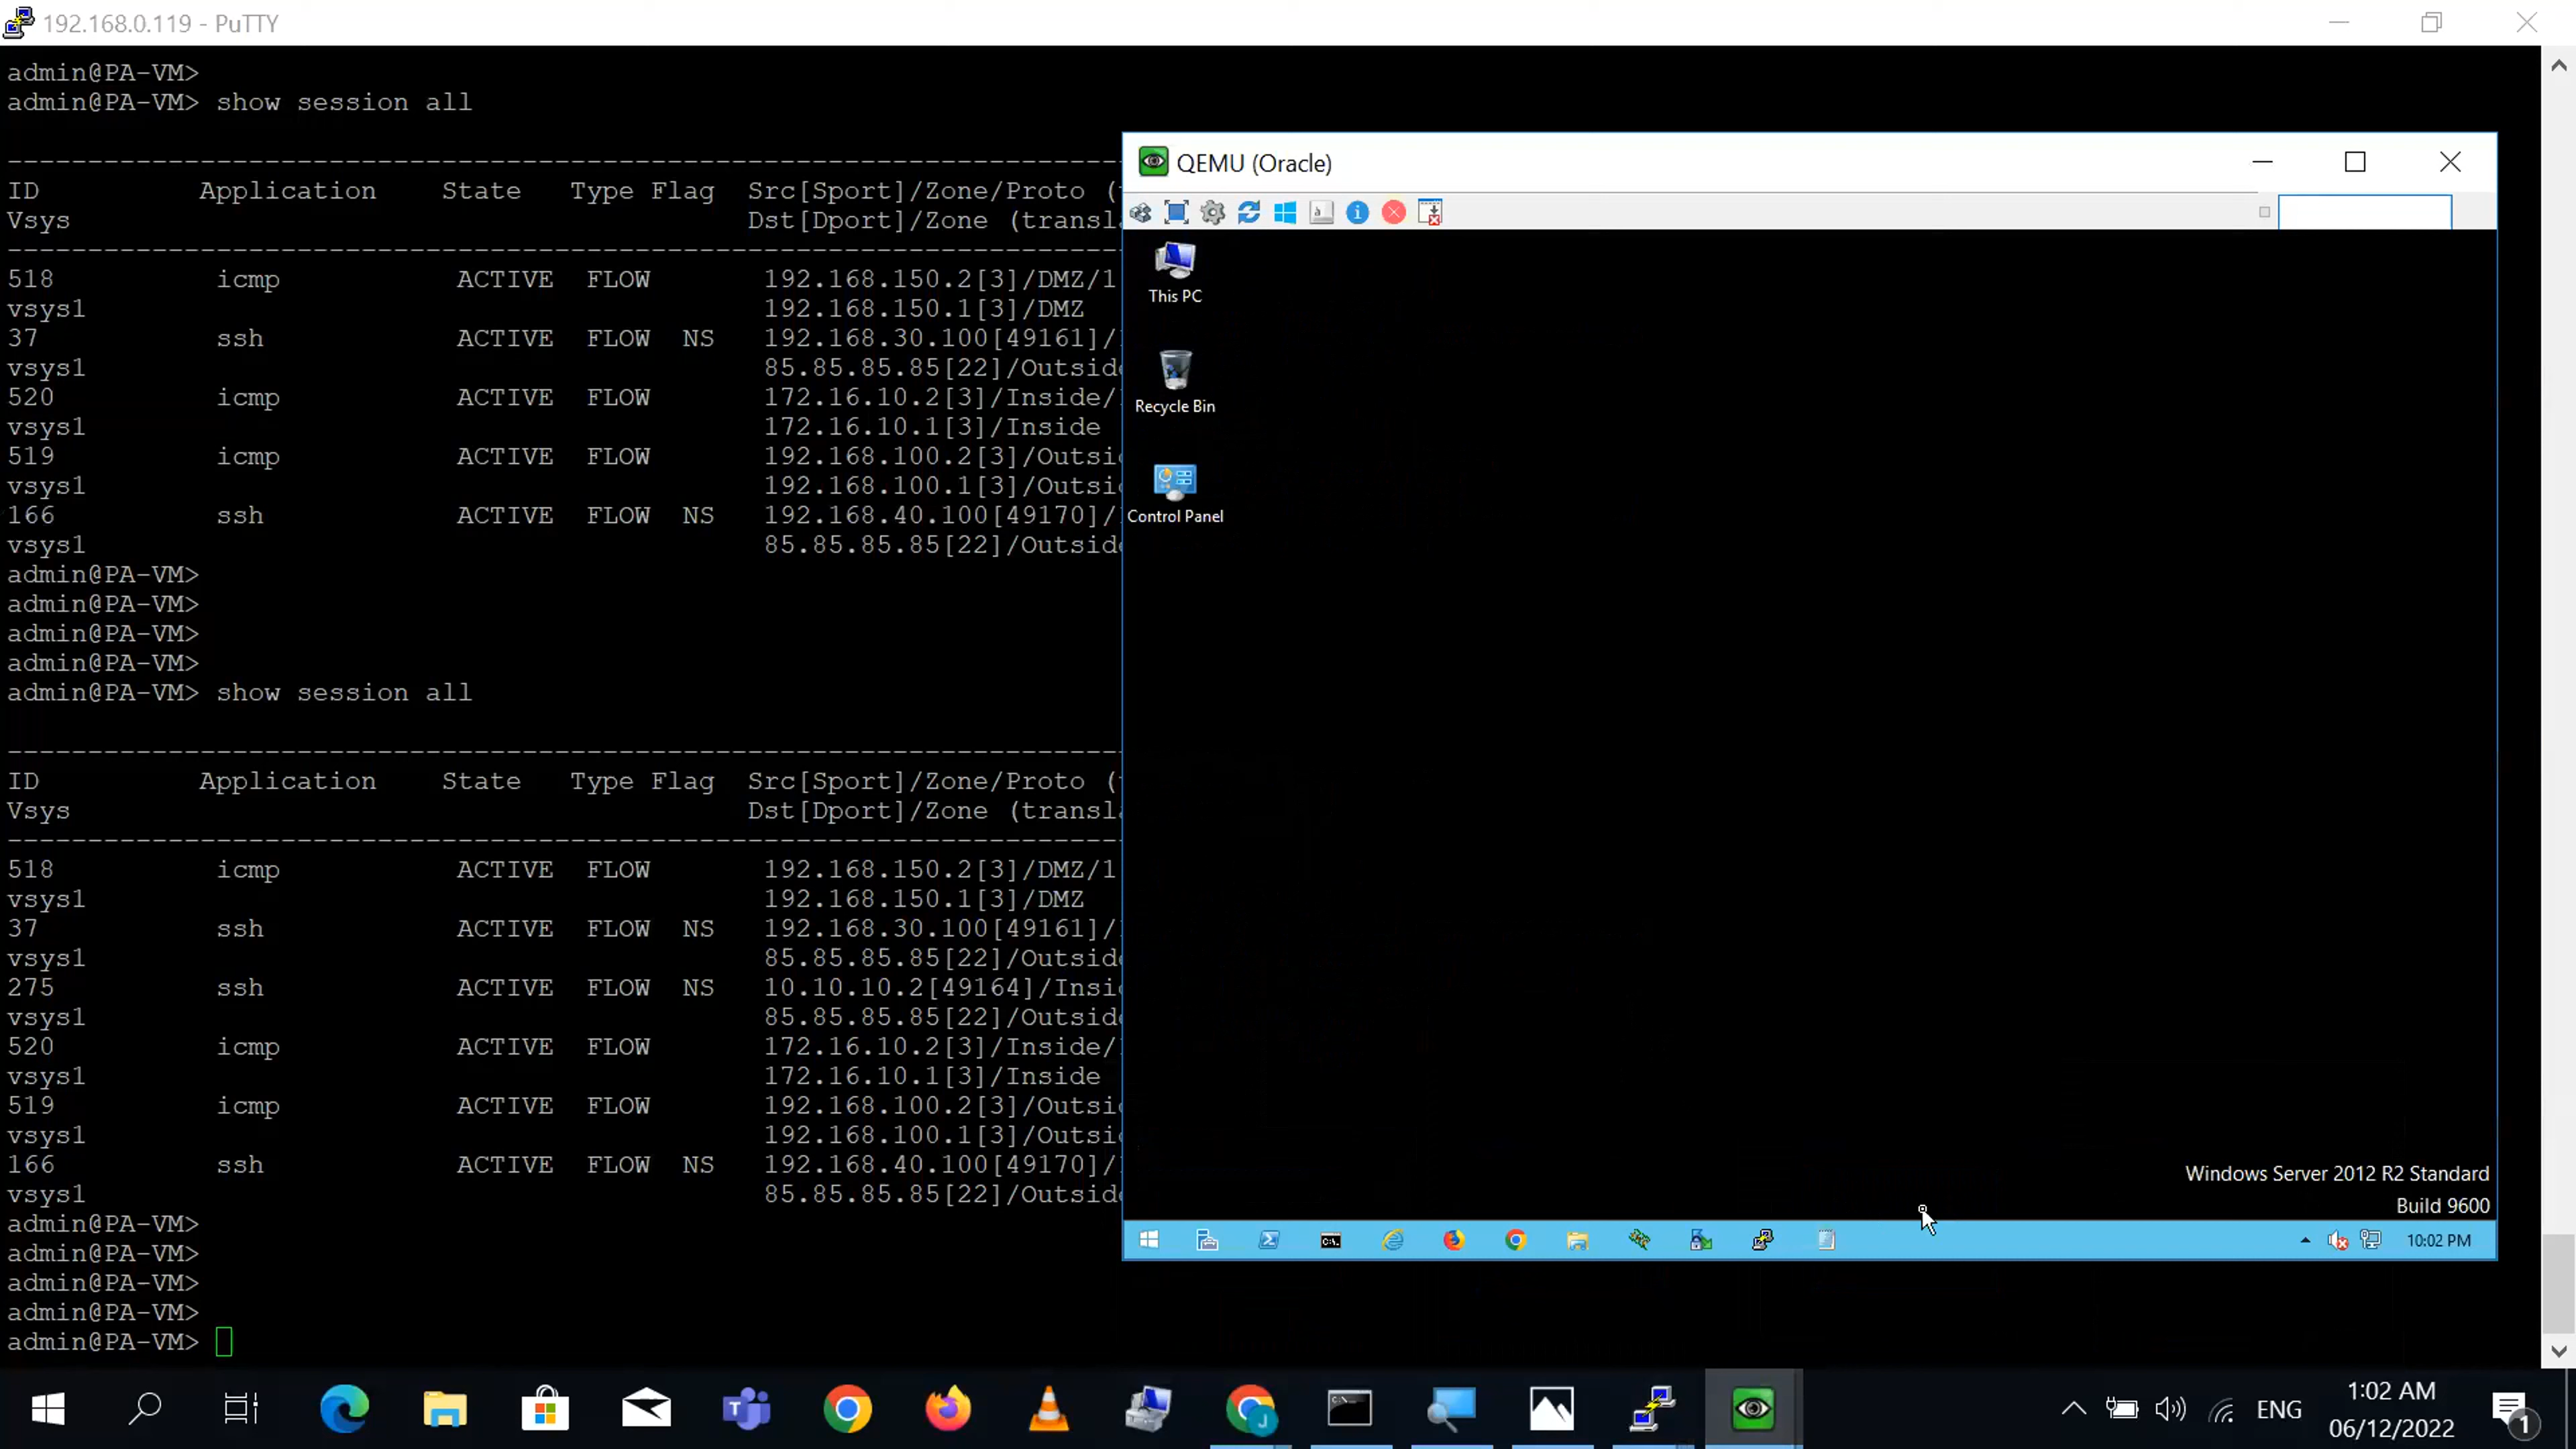 192.168.0.119 - PuTTY
admin@PA-VM>
admin@PA-VM> show session all
--------------------------------------------------------------------------------
ID Application State Type Flag Src[Sport]/Zone/Proto (
Vsys Dst[Dport]/Zone (transl
--------------------------------------------------------------------------------
518 icmp ACTIVE FLOW 192.168.150.2[3]/DMZ/1
vsys1 192.168.150.1[3]/DMZ
37 ssh ACTIVE FLOW NS 192.168.30.100[49161]/
vsys1 85.85.85.85[22]/Outsid
520 icmp ACTIVE FLOW 172.16.10.2[3]/Inside/
vsys1 172.16.10.1[3]/Inside
519 icmp ACTIVE FLOW 192.168.100.2[3]/Outsi
vsys1 192.168.100.1[3]/Outsi
166 ssh ACTIVE FLOW NS 192.168.40.100[49170]/
vsys1 85.85.85.85[22]/Outsid
admin@PA-VM>
admin@PA-VM>
admin@PA-VM>
admin@PA-VM>
admin@PA-VM> show session all
--------------------------------------------------------------------------------
ID Application State Type Flag Src[Sport]/Zone/Proto (
Vsys Dst[Dport]/Zone (transl
--------------------------------------------------------------------------------
518 icmp ACTIVE FLOW 192.168.150.2[3]/DMZ/1
vsys1 192.168.150.1[3]/DMZ
37 ssh ACTIVE FLOW NS 192.168.30.100[49161]/
vsys1 85.85.85.85[22]/Outsid
275 ssh ACTIVE FLOW NS 10.10.10.2[49164]/Insi
vsys1 85.85.85.85[22]/Outsid
520 icmp ACTIVE FLOW 172.16.10.2[3]/Inside/
vsys1 172.16.10.1[3]/Inside
519 icmp ACTIVE FLOW 192.168.100.2[3]/Outsi
vsys1 192.168.100.1[3]/Outsi
166 ssh ACTIVE FLOW NS 192.168.40.100[49170]/
vsys1 85.85.85.85[22]/Outsid
admin@PA-VM>
admin@PA-VM>
admin@PA-VM>
admin@PA-VM>
admin@PA-VM>
QEMU (Oracle)
This PC
Recycle Bin
Control Panel
Windows Server 2012 R2 Standard
Build 9600
10:02 PM
ENG
1:02 AM
06/12/2022
1